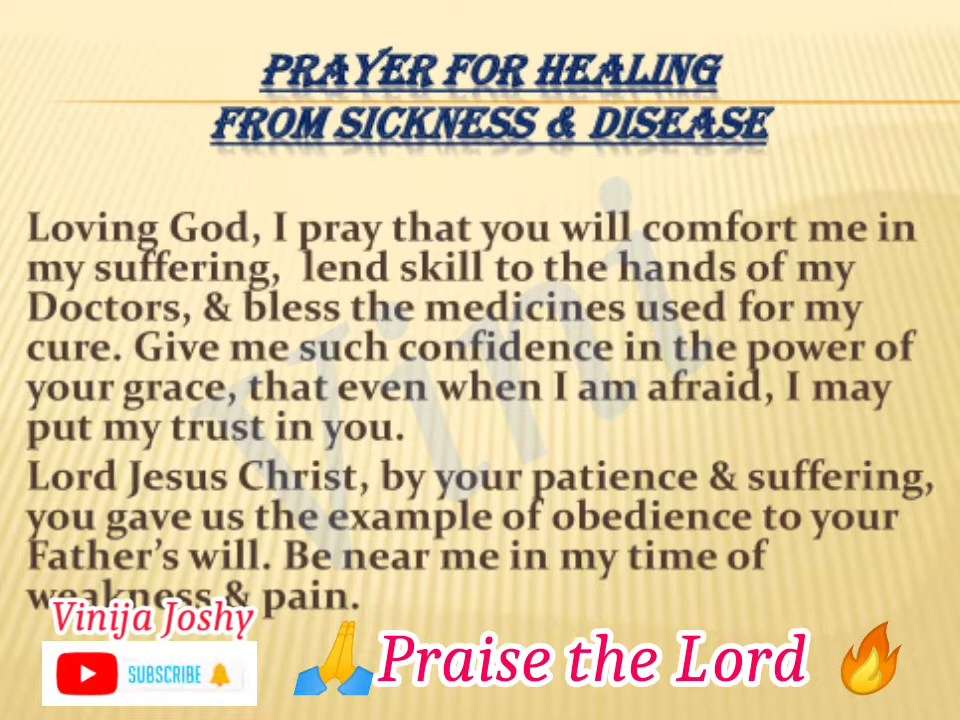 PRAYER FOR HEALING
FROM SICKNESS & DISEASE
Loving God, I pray that you will comfort me in
my suffering, lend skill to the hands of my
Doctors, & bless the medicines used for my
cure. Give me such confidence in the power of
your grace, that even when I am afraid, I may
put my trust in you.
Lord Jesus Christ, by your patience & suffering,
you gave us the example of obedience to your
Father's will. Be near me in my time of
weakness & pain.
Vini
Vinija Joshy
SUBSCRIBE
🙏Praise the Lord 🔥